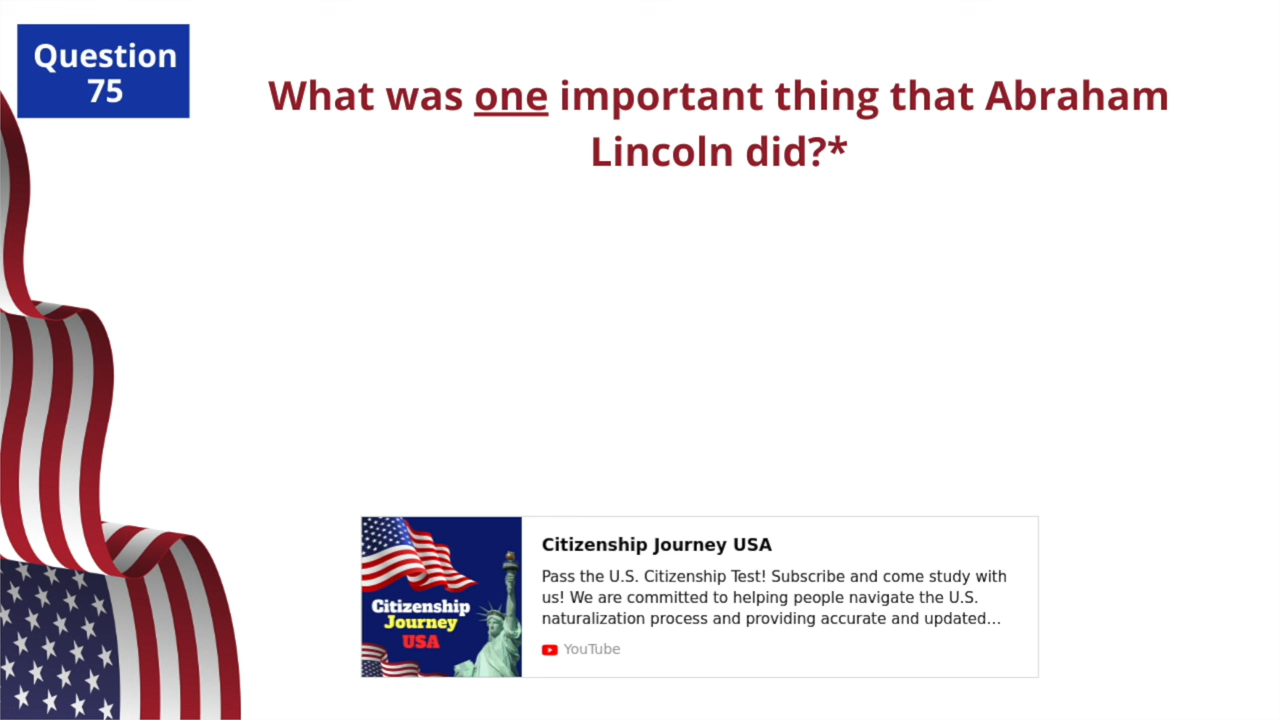 Question
75
What was one important thing that Abraham
Lincoln did?*
Citizenship
Journey
USA
Citizenship Journey USA
Pass the U.S. Citizenship Test! Subscribe and come study with
us! We are committed to helping people navigate the U.S.
naturalization process and providing accurate and updated...
YouTube